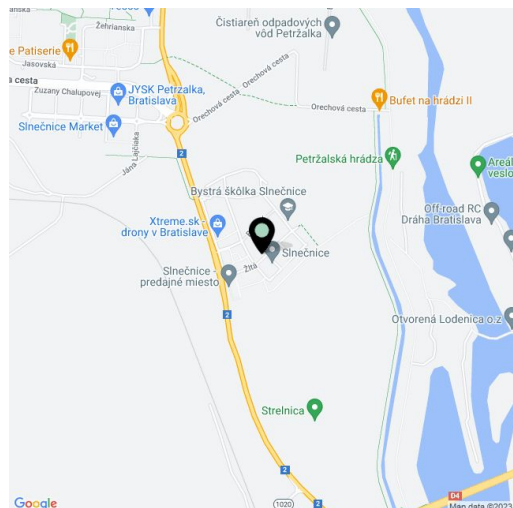 Čistiareň odpadových
vôd Petržalka
Žehrianska
e Patiserie
Jasovská
a cesta
JYSK Petrzalka,
Bratislava
Zuzany Chalupovej
Orechová cesta
Orechová cesta
Bufet na hrádzi II
Slnečnice Market
Orechová cesta
Jána Lajčiaka
2
Petržalská hrádza
Areál
veslo
Bystrá škôlka Slnečnice
Off-road RC
Dráha Bratislava
Xtreme.sk -
drony v Bratislave
Slnečnice
Žltá
Slnečnice -
predajné miesto
2
Otvorená Lodenica o.z
Strelnica
2
D4
2
1020
Google
Map data ©2023